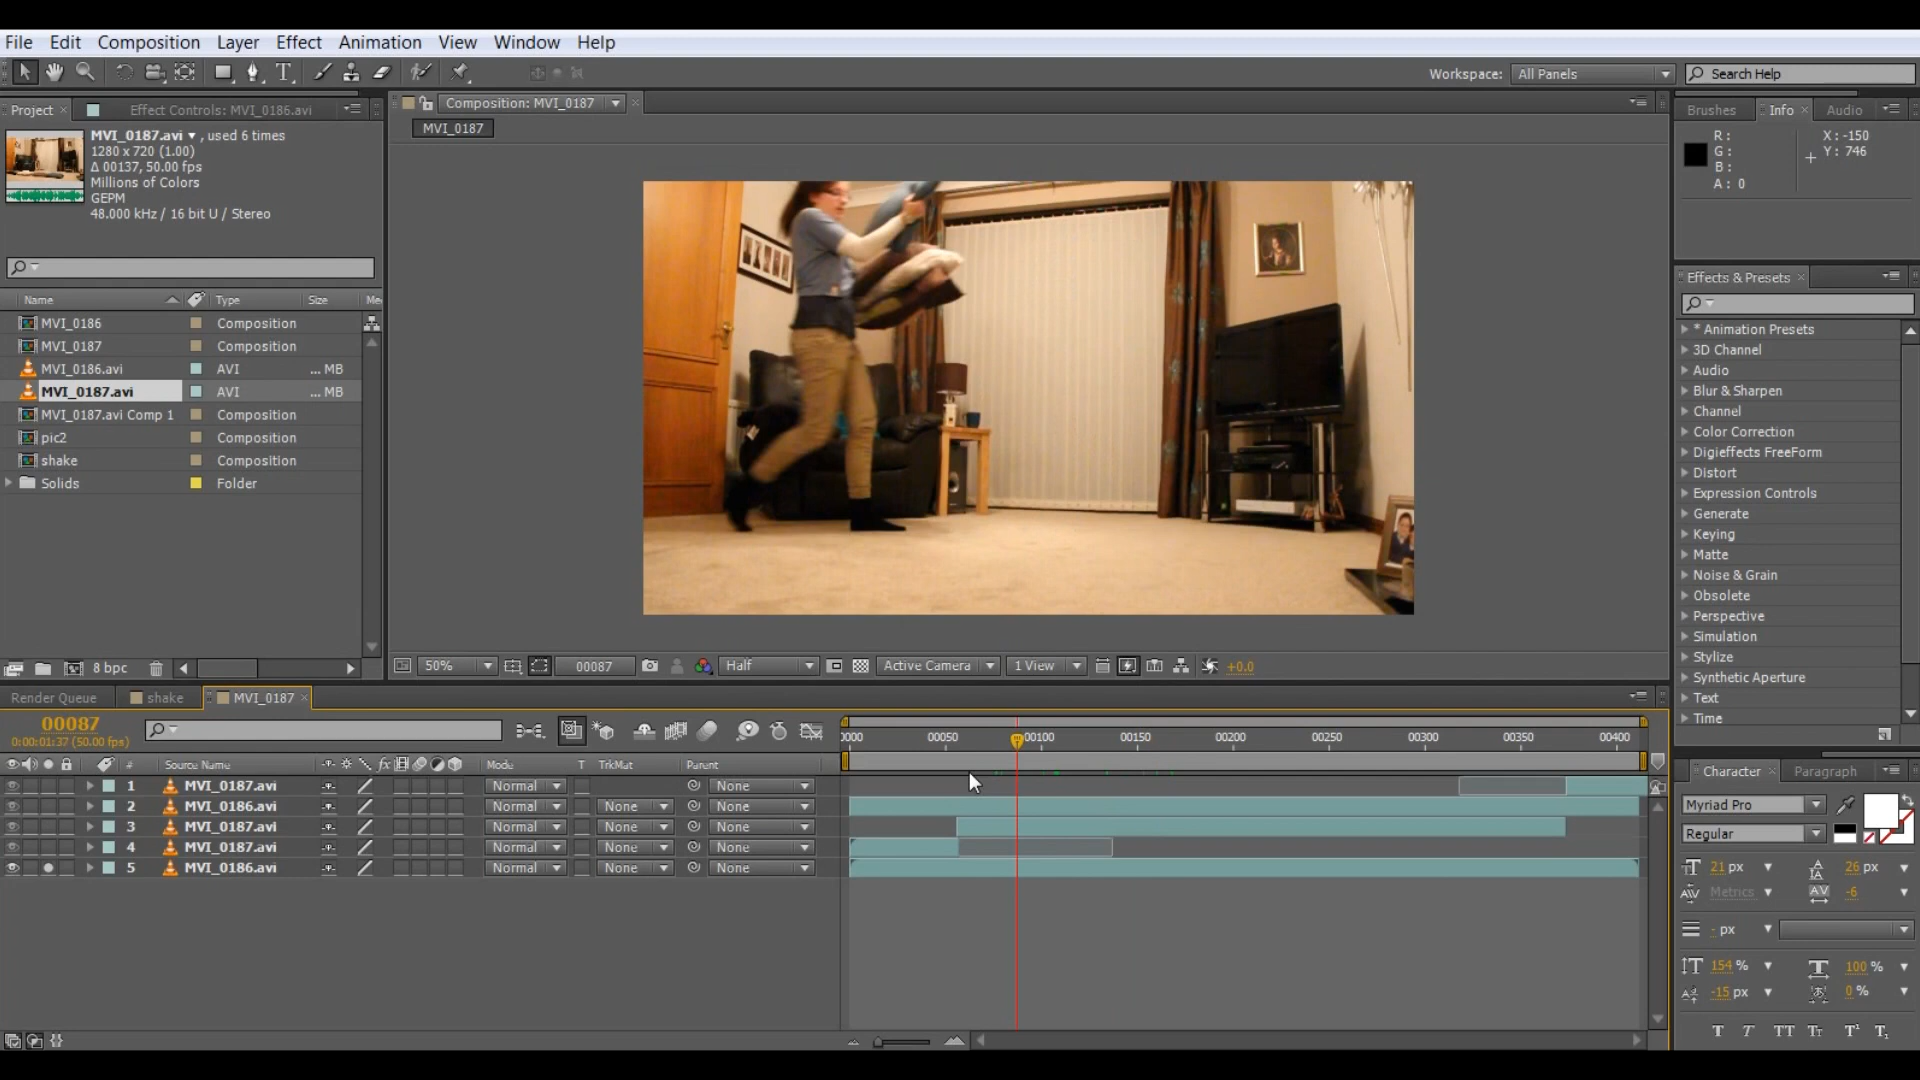 File Edit Composition Layer Effect Animation View Window Help
Workspace: All Panels Search Help
Project × Effect Controls: MVI_0186.avi
Composition: MVI_0187
Brushes Info × Audio
MVI_0187
MVI_0187.avi ▼ , used 6 times
1280 x 720 (1.00)
Δ 00137, 50.00 fps
Millions of Colors
GEPM
48.000 kHz / 16 bit U / Stereo
R :
G :
B :
A : 0
X : -150
Y : 746
Name Type Size Me
MVI_0186 Composition
MVI_0187 Composition
MVI_0186.avi AVI ... MB
MVI_0187.avi AVI ... MB
MVI_0187.avi Comp 1 Composition
pic2 Composition
shake Composition
Solids Folder
8 bpc
Effects & Presets ×
* Animation Presets
3D Channel
Audio
Blur & Sharpen
Channel
Color Correction
Digieffects FreeForm
Distort
Expression Controls
Generate
Keying
Matte
Noise & Grain
Obsolete
Perspective
Simulation
Stylize
Synthetic Aperture
Text
Time
50% 00087 Half Active Camera 1 View +0.0
Render Queue shake MVI_0187 ×
00087
0:00:01:37 (50.00 fps)
0000 00050 00100 00150 00200 00250 00300 00350 00400
# Source Name fx Mode T TrkMat Parent
1 MVI_0187.avi Normal None
2 MVI_0186.avi Normal None None
3 MVI_0187.avi Normal None None
4 MVI_0187.avi Normal None None
5 MVI_0186.avi Normal None None
Character × Paragraph
Myriad Pro
Regular
21 px 26 px
Metrics -6
- px
154 % 100 %
-15 px 0 %
T T TT Tт T¹ T,